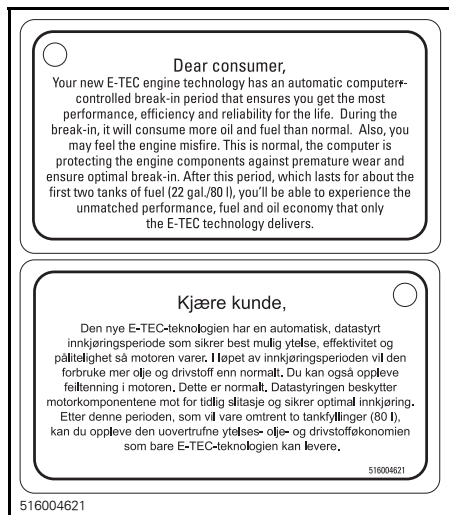 Dear consumer,
Your new E-TEC engine technology has an automatic computer-
controlled break-in period that ensures you get the most
performance, efficiency and reliability for the life. During the
break-in, it will consume more oil and fuel than normal. Also, you
may feel the engine misfire. This is normal, the computer is
protecting the engine components against premature wear and
ensure optimal break-in. After this period, which lasts for about the
first two tanks of fuel (22 gal./80 l), you'll be able to experience the
unmatched performance, fuel and oil economy that only
the E-TEC technology delivers.
Kjære kunde,
Den nye E-TEC-teknologien har en automatisk, datastyrt
innkjøringsperiode som sikrer best mulig ytelse, effektivitet og
pålitelighet så motoren varer. I løpet av innkjøringsperioden vil den
forbruke mer olje og drivstoff enn normalt. Du kan også oppleve
feiltenning i motoren. Dette er normalt. Datastyringen beskytter
motorkomponentene mot for tidlig slitasje og sikrer optimal innkjøring.
Etter denne perioden, som vil vare omtrent to tankfyllinger (80 l),
kan du oppleve den uovertrufne ytelses- olje- og drivstofføkonomien
som bare E-TEC-teknologien kan levere.
516004621
516004621